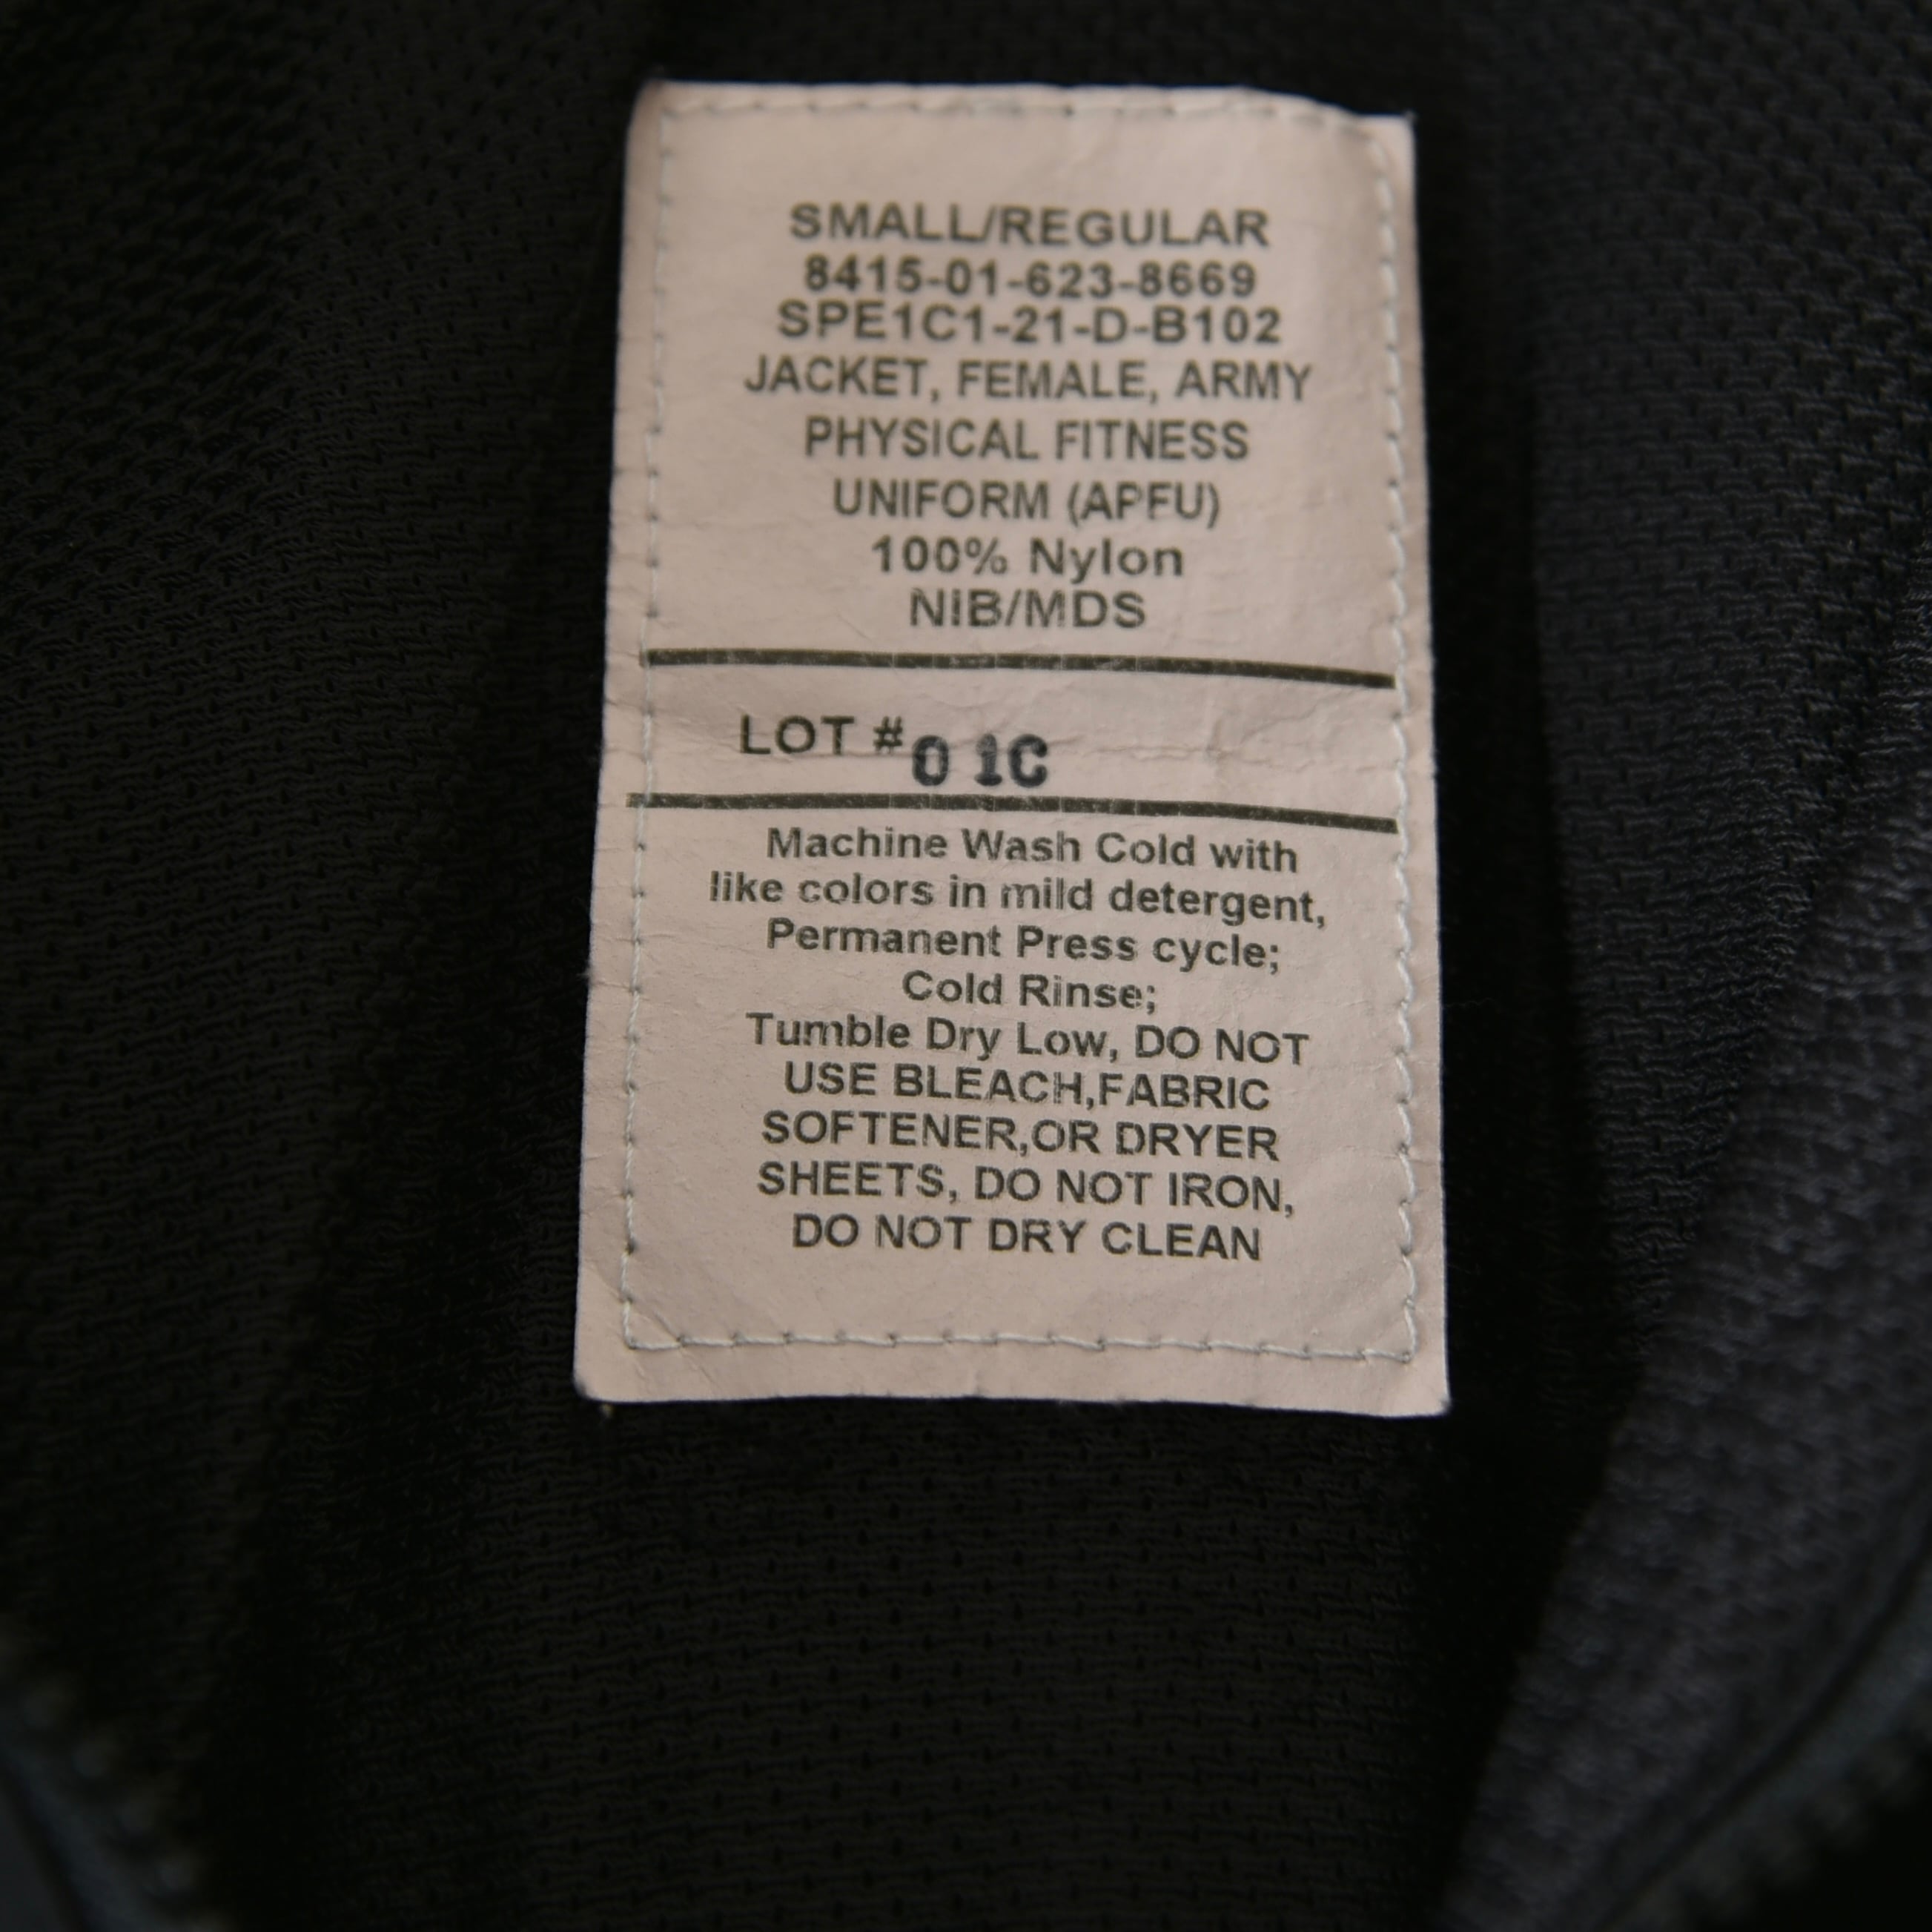 SMALL/REGULAR
8415-01-623-8669
SPE1C1-21-D-B102
JACKET, FEMALE, ARMY
PHYSICAL FITNESS
UNIFORM (APFU)
100% Nylon
NIB/MDS
LOT # 0 1C
Machine Wash Cold with
like colors in mild detergent,
Permanent Press cycle;
Cold Rinse;
Tumble Dry Low, DO NOT
USE BLEACH,FABRIC
SOFTENER,OR DRYER
SHEETS, DO NOT IRON,
DO NOT DRY CLEAN